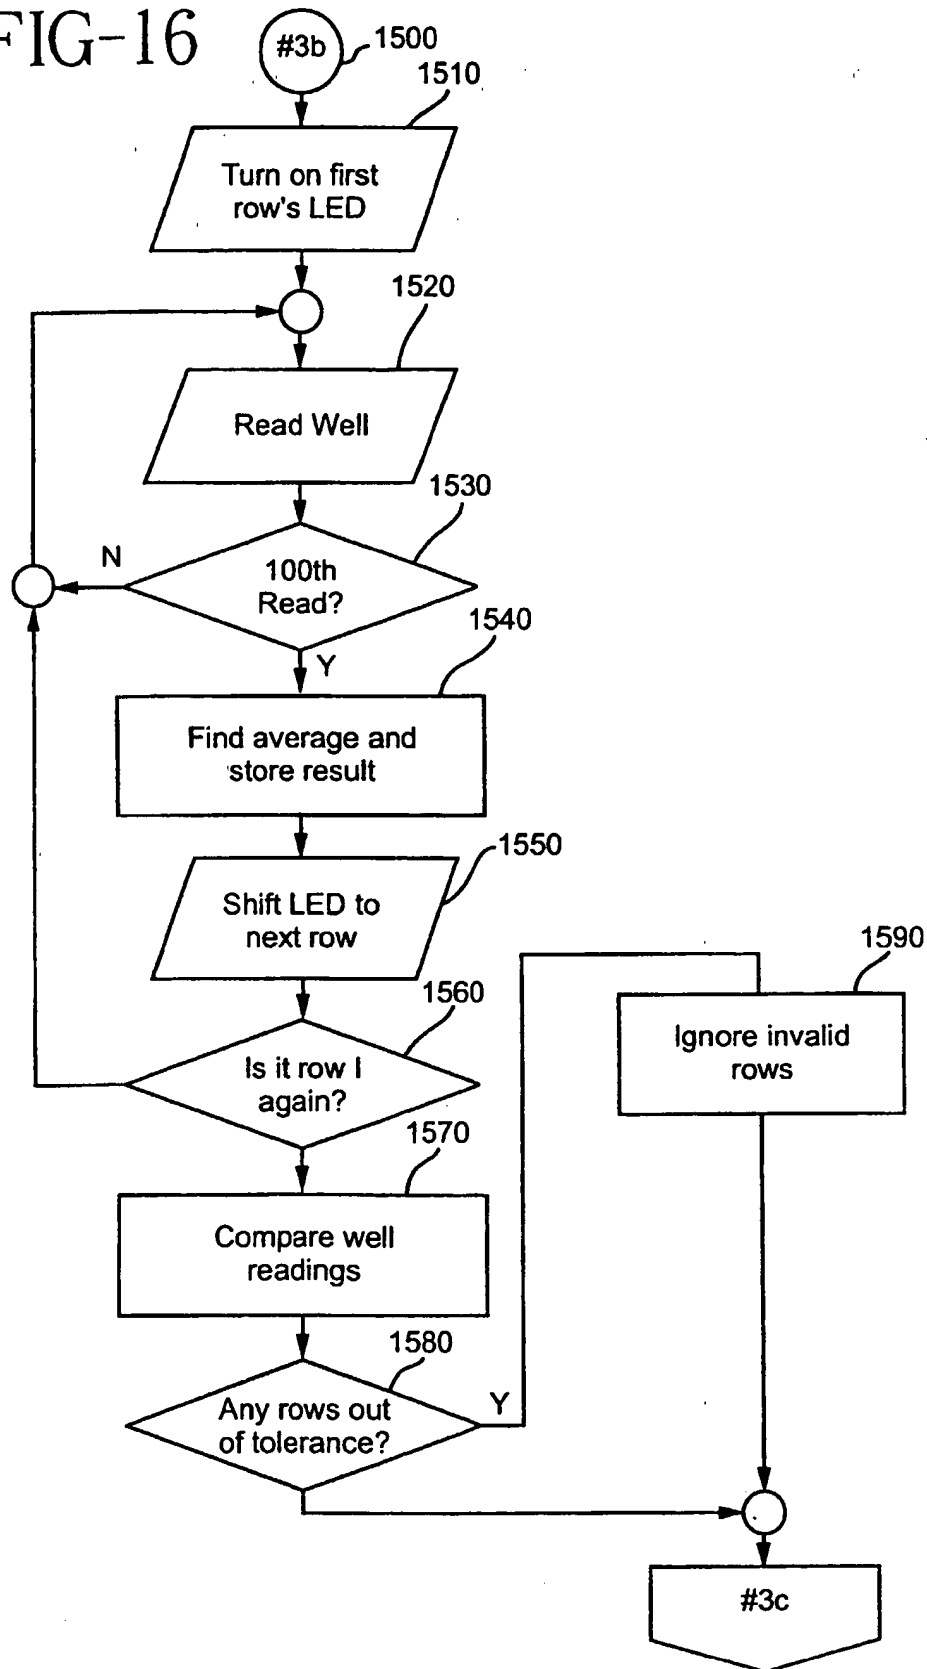 FIG-16
#3b
1500
1510
Turn on first
row's LED
1520
Read Well
1530
N
100th
Read?
1540
Y
Find average and
store result
1550
Shift LED to
next row
1590
1560
Ignore invalid
rows
Is it row I
again?
1570
Compare well
readings
1580
Any rows out
of tolerance?
Y
#3c